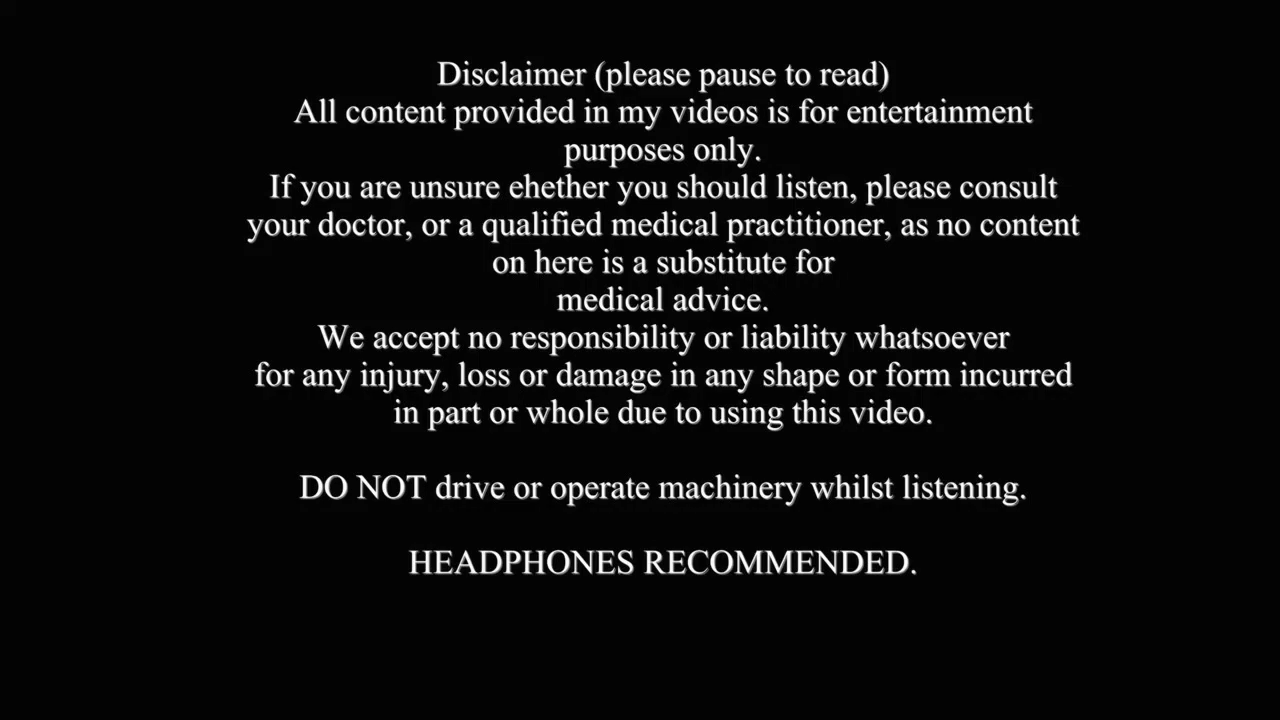 Disclaimer (please pause to read)
All content provided in my videos is for entertainment
purposes only.
If you are unsure ehether you should listen, please consult
your doctor, or a qualified medical practitioner, as no content
on here is a substitute for
medical advice.
We accept no responsibility or liability whatsoever
for any injury, loss or damage in any shape or form incurred
in part or whole due to using this video.
DO NOT drive or operate machinery whilst listening.
HEADPHONES RECOMMENDED.